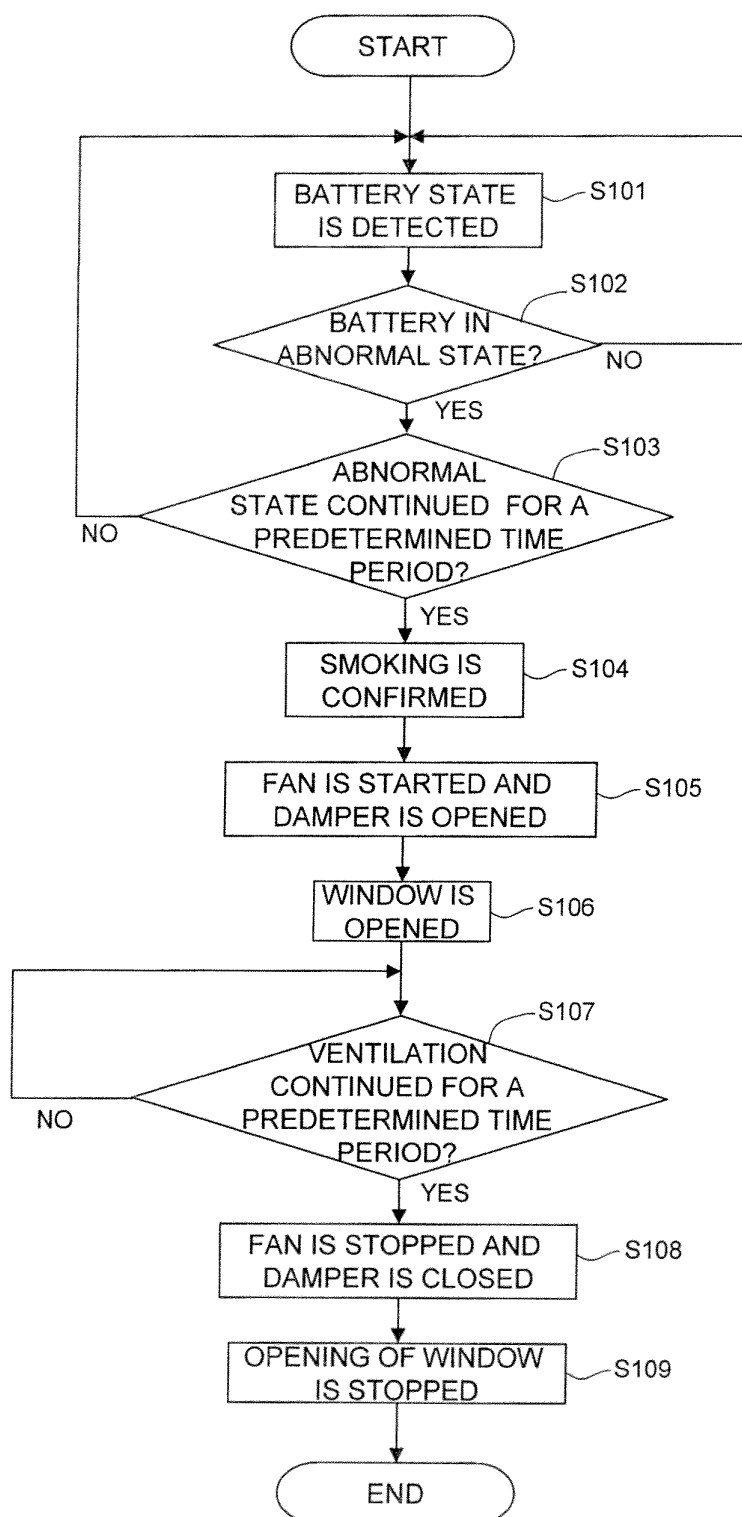 START
BATTERY STATE
IS DETECTED
S101
S102
BATTERY IN
ABNORMAL STATE?
NO
YES
S103
ABNORMAL
STATE CONTINUED FOR A
PREDETERMINED TIME
PERIOD?
NO
YES
SMOKING IS
CONFIRMED
S104
FAN IS STARTED AND
DAMPER IS OPENED
S105
WINDOW IS
OPENED
S106
S107
VENTILATION
CONTINUED FOR A
PREDETERMINED TIME
PERIOD?
NO
YES
FAN IS STOPPED AND
DAMPER IS CLOSED
S108
OPENING OF WINDOW
IS STOPPED
S109
END